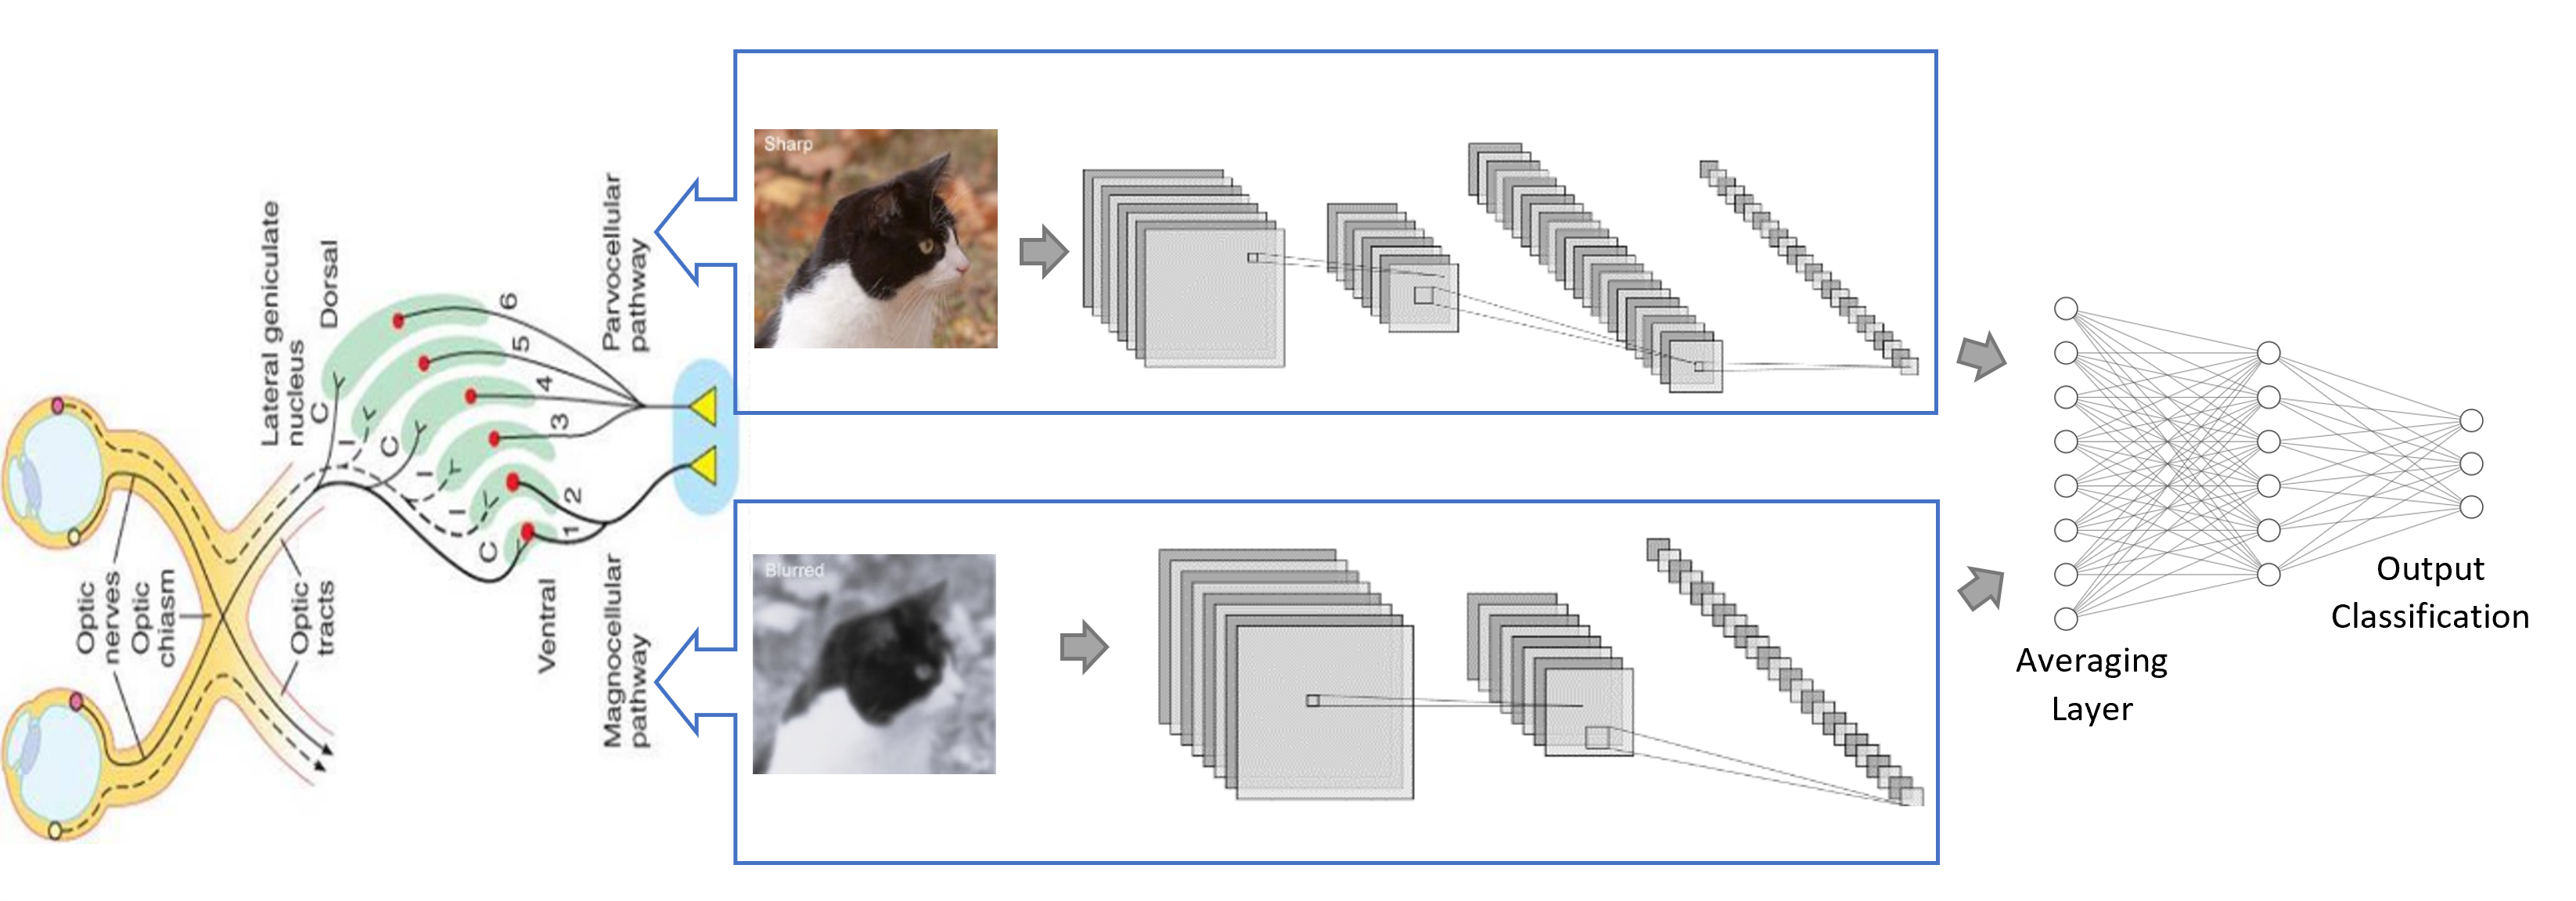 Lateral geniculate
nucleus
Dorsal
C
I
C
I
I
C
6
5
4
3
2
1
Parvocellular
pathway
Optic
nerves
Optic
chiasm
Optic
tracts
Ventral
Magnocellular
pathway
Sharp
Blurred
Averaging
Layer
Output
Classification